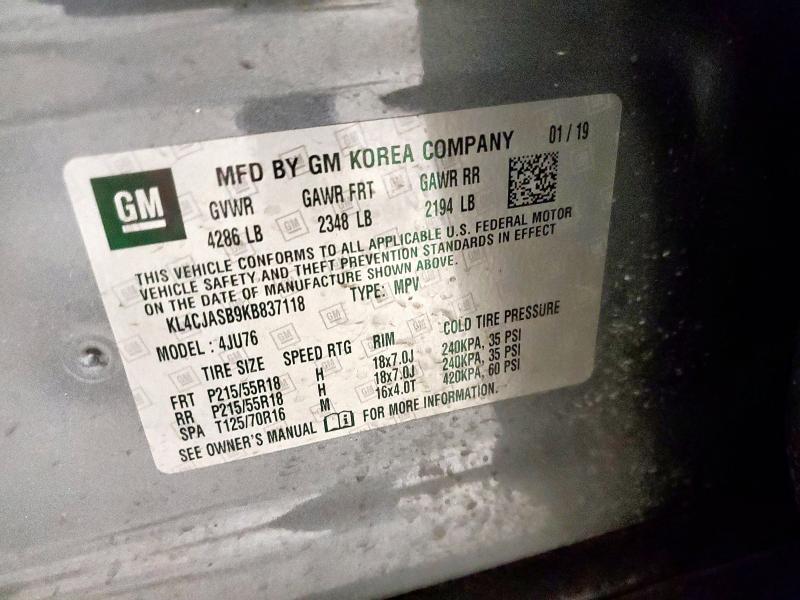 GM
MFD BY GM KOREA COMPANY 01 / 19
GVWR GAWR FRT GAWR RR
4286 LB 2348 LB 2194 LB
THIS VEHICLE CONFORMS TO ALL APPLICABLE U.S. FEDERAL MOTOR
VEHICLE SAFETY AND THEFT PREVENTION STANDARDS IN EFFECT
ON THE DATE OF MANUFACTURE SHOWN ABOVE.
KL4CJASB9KB837118 TYPE: MPV
MODEL : 4JU76
TIRE SIZE SPEED RTG RIM COLD TIRE PRESSURE
FRT P215/55R18 H 18x7.0J 240KPA, 35 PSI
RR P215/55R18 H 18x7.0J 240KPA, 35 PSI
SPA T125/70R16 M 16x4.0T 420KPA, 60 PSI
SEE OWNER'S MANUAL FOR MORE INFORMATION.